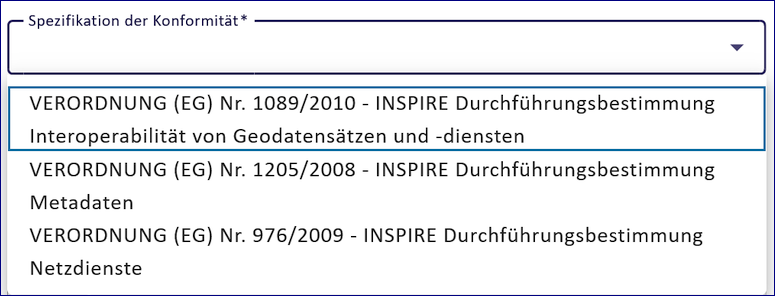 Spezifikation der Konformität*
VERORDNUNG (EG) Nr. 1089/2010 - INSPIRE Durchführungsbestimmung
Interoperabilität von Geodatensätzen und -diensten
VERORDNUNG (EG) Nr. 1205/2008 - INSPIRE Durchführungsbestimmung
Metadaten
VERORDNUNG (EG) Nr. 976/2009 - INSPIRE Durchführungsbestimmung
Netzdienste